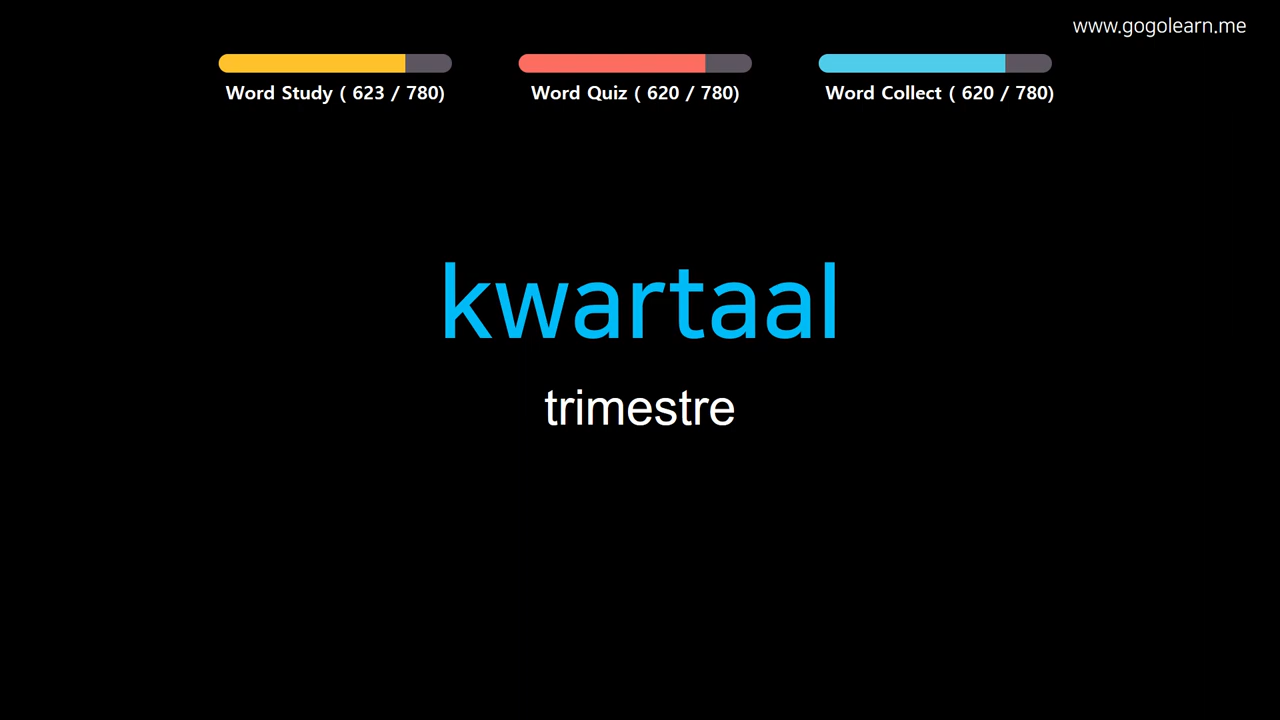 www.gogolearn.me
Word Study ( 623 / 780)
Word Quiz ( 620 / 780)
Word Collect ( 620 / 780)
kwartaal
trimestre